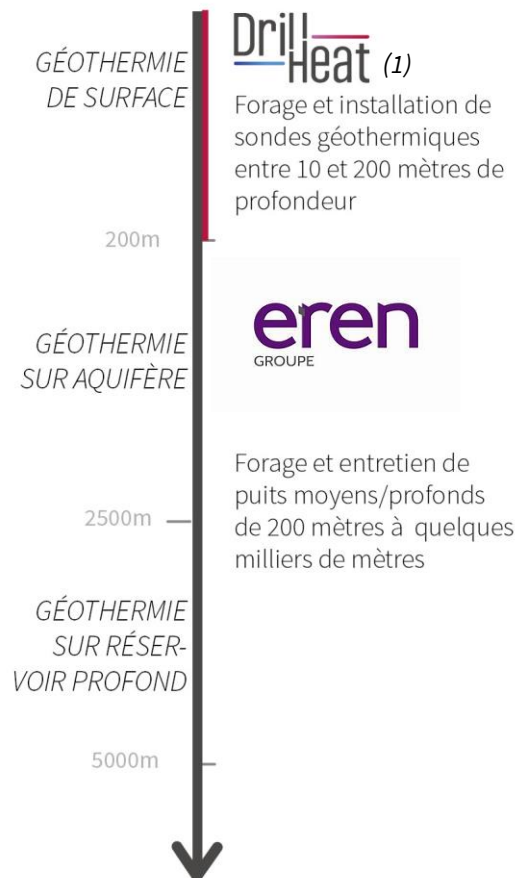 GÉOTHERMIE
DE SURFACE
DrillHeat (1)
Forage et installation de
sondes géothermiques
entre 10 et 200 mètres de
profondeur
200m
GÉOTHERMIE
SUR AQUIFÈRE
eren
GROUPE
Forage et entretien de
puits moyens/profonds
de 200 mètres à quelques
milliers de mètres
2500m
GÉOTHERMIE
SUR RÉSER-
VOIR PROFOND
5000m